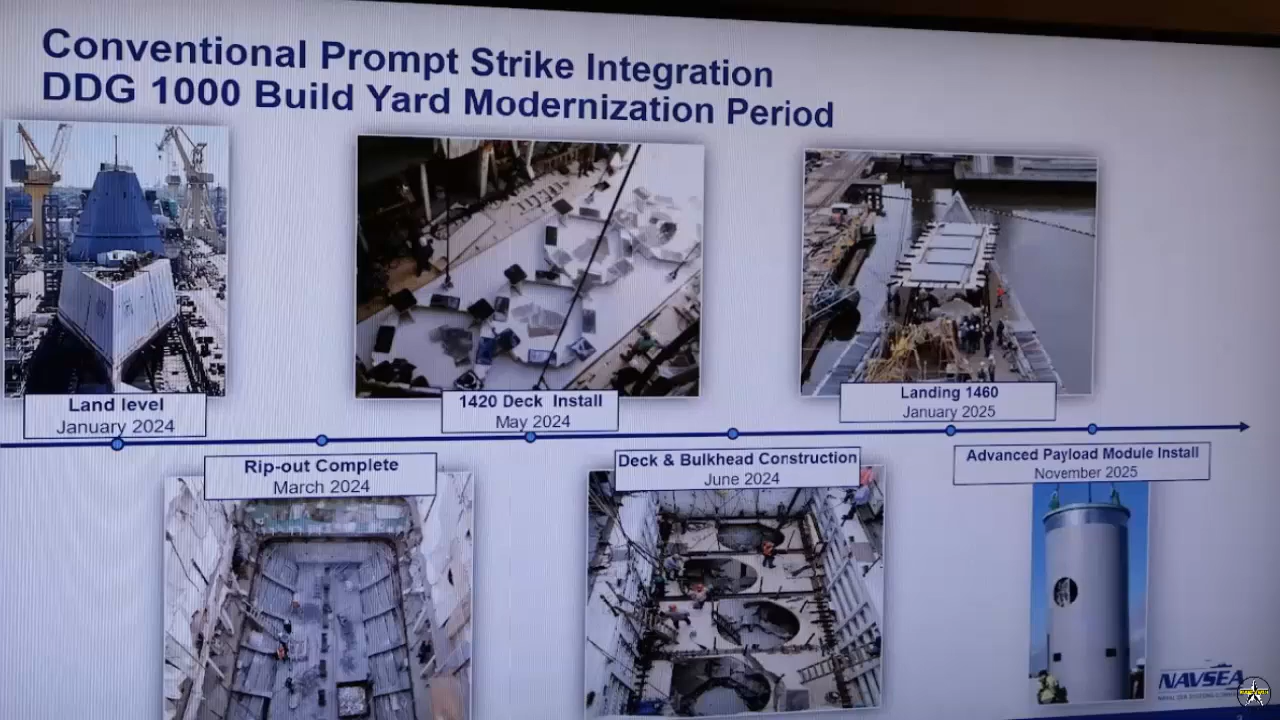 Conventional Prompt Strike Integration
DDG 1000 Build Yard Modernization Period
Land level
January 2024
1420 Deck Install
May 2024
Landing 1460
January 2025
Rip-out Complete
March 2024
Deck & Bulkhead Construction
June 2024
Advanced Payload Module Install
November 2025
NAVSEA